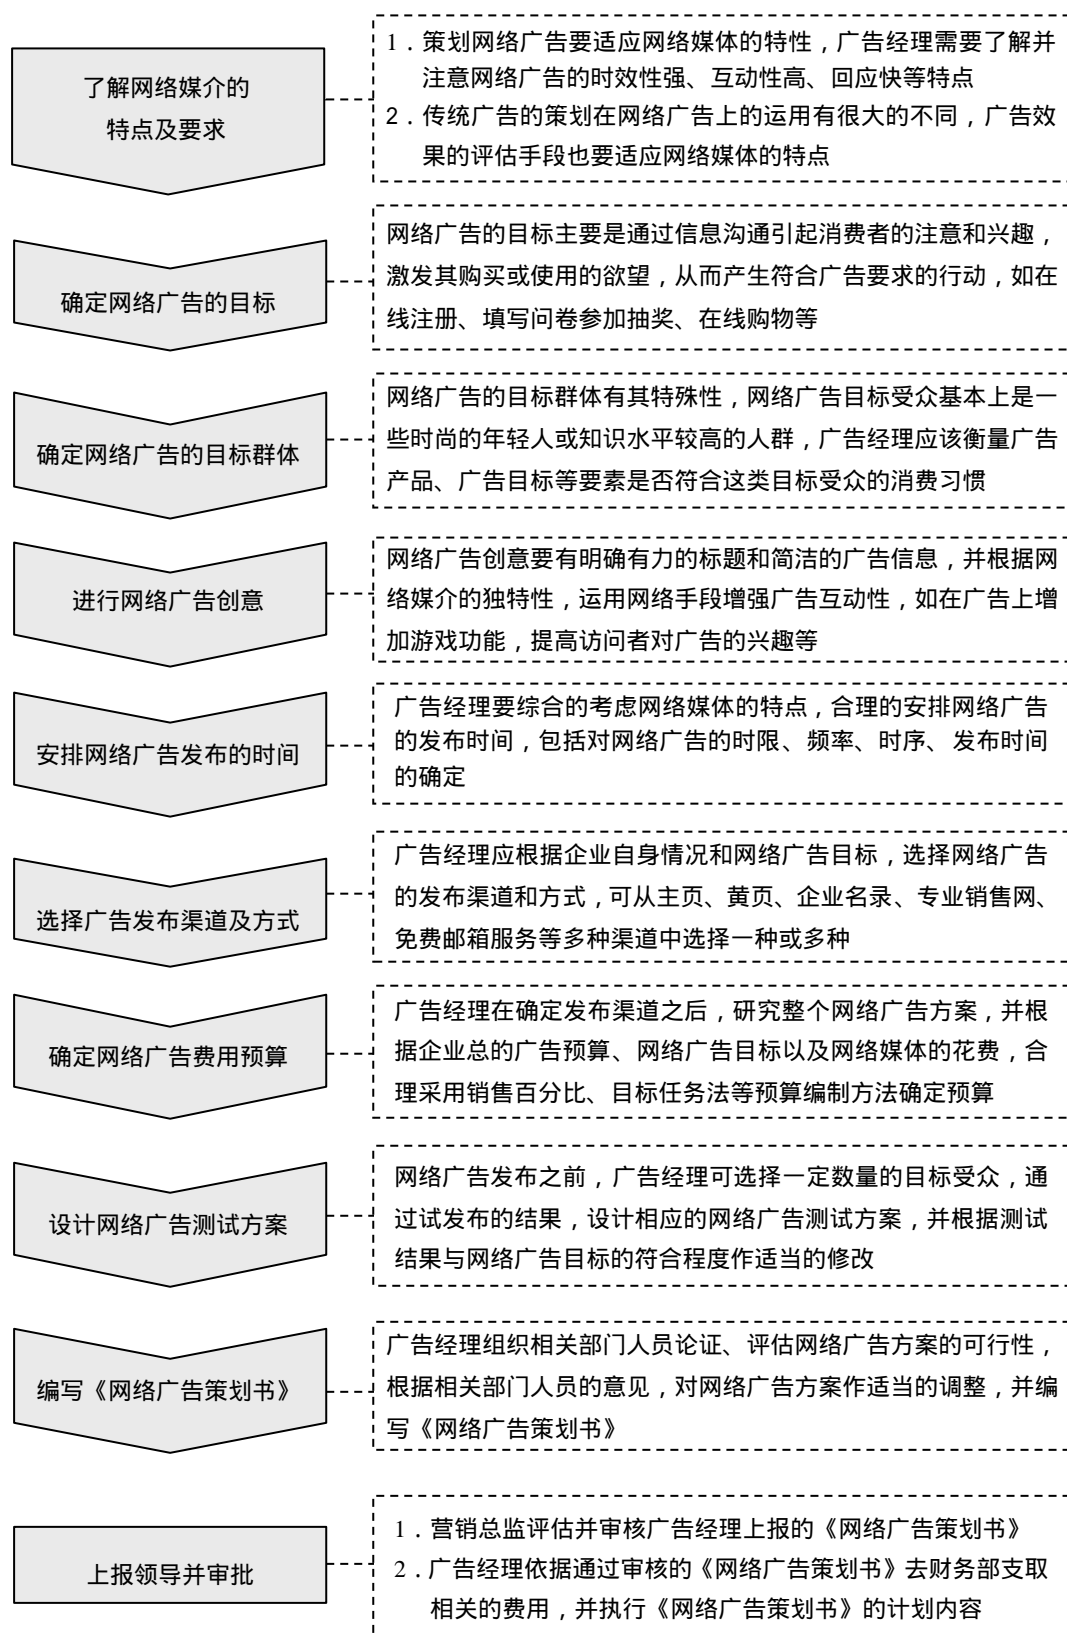 了解网络媒介的
特点及要求
1．策划网络广告要适应网络媒体的特性，广告经理需要了解并
注意网络广告的时效性强、互动性高、回应快等特点
2．传统广告的策划在网络广告上的运用有很大的不同，广告效
果的评估手段也要适应网络媒体的特点
确定网络广告的目标
网络广告的目标主要是通过信息沟通引起消费者的注意和兴趣，
激发其购买或使用的欲望，从而产生符合广告要求的行动，如在
线注册、填写问卷参加抽奖、在线购物等
确定网络广告的目标群体
网络广告的目标群体有其特殊性，网络广告目标受众基本上是一
些时尚的年轻人或知识水平较高的人群，广告经理应该衡量广告
产品、广告目标等要素是否符合这类目标受众的消费习惯
进行网络广告创意
网络广告创意要有明确有力的标题和简洁的广告信息，并根据网
络媒介的独特性，运用网络手段增强广告互动性，如在广告上增
加游戏功能，提高访问者对广告的兴趣等
安排网络广告发布的时间
广告经理要综合的考虑网络媒体的特点，合理的安排网络广告
的发布时间，包括对网络广告的时限、频率、时序、发布时间
的确定
选择广告发布渠道及方式
广告经理应根据企业自身情况和网络广告目标，选择网络广告
的发布渠道和方式，可从主页、黄页、企业名录、专业销售网、
免费邮箱服务等多种渠道中选择一种或多种
确定网络广告费用预算
广告经理在确定发布渠道之后，研究整个网络广告方案，并根
据企业总的广告预算、网络广告目标以及网络媒体的花费，合
理采用销售百分比、目标任务法等预算编制方法确定预算
设计网络广告测试方案
网络广告发布之前，广告经理可选择一定数量的目标受众，通
过试发布的结果，设计相应的网络广告测试方案，并根据测试
结果与网络广告目标的符合程度作适当的修改
编写《网络广告策划书》
广告经理组织相关部门人员论证、评估网络广告方案的可行性，
根据相关部门人员的意见，对网络广告方案作适当的调整，并编
写《网络广告策划书》
上报领导并审批
1．营销总监评估并审核广告经理上报的《网络广告策划书》
2．广告经理依据通过审核的《网络广告策划书》去财务部支取
相关的费用，并执行《网络广告策划书》的计划内容